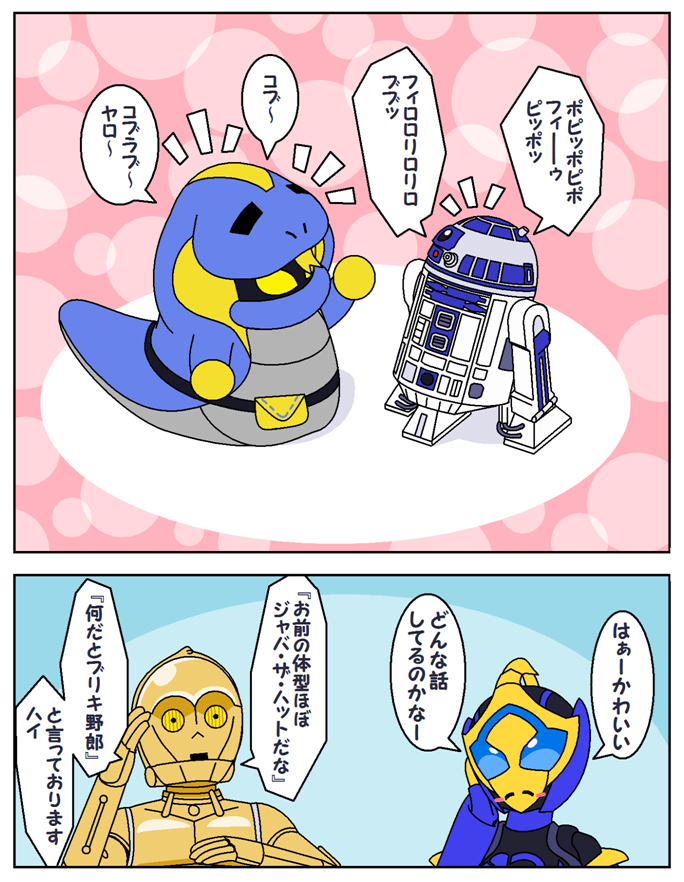 ポピッポピポ
フィーーゥ
ピッポッ
フィロロリロリロ
ブブッ
コブ～
コブラブ～
ヤロ～
はぁーかわいい
どんな話
してるのかなー
『お前の体型ほぼ
ジャバ・ザ・ハットだな』
『何だとブリキ野郎』
と言っております
ハイ